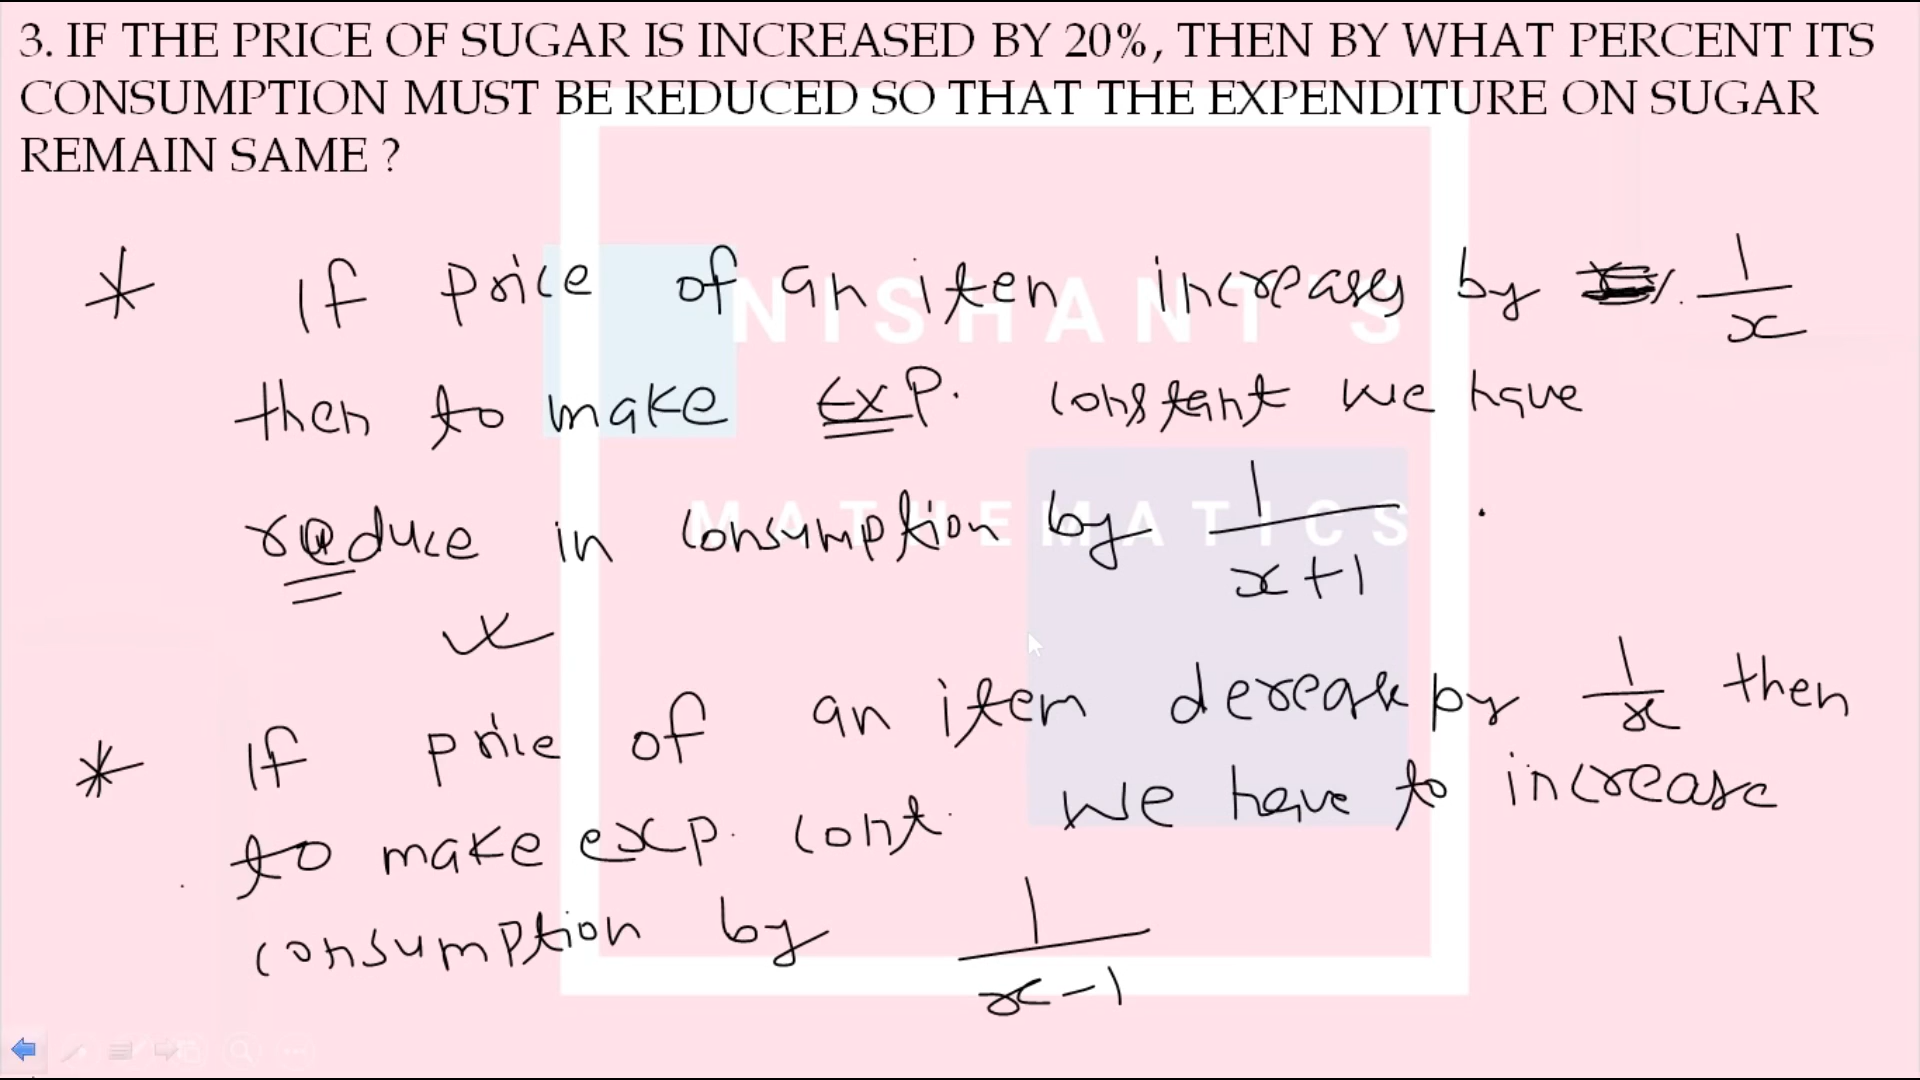 3. IF THE PRICE OF SUGAR IS INCREASED BY 20%, THEN BY WHAT PERCENT ITS
CONSUMPTION MUST BE REDUCED SO THAT THE EXPENDITURE ON SUGAR
REMAIN SAME ?
* If price of an item increases by % 1/x
NISHANT'S
then to make Exp. constant we have
reduce in consumption by 1/(x+1) .
MATHEMATICS
* If price of an item decrease by 1/x then
to make exp. cont. we have to increase
consumption by 1/(x-1)